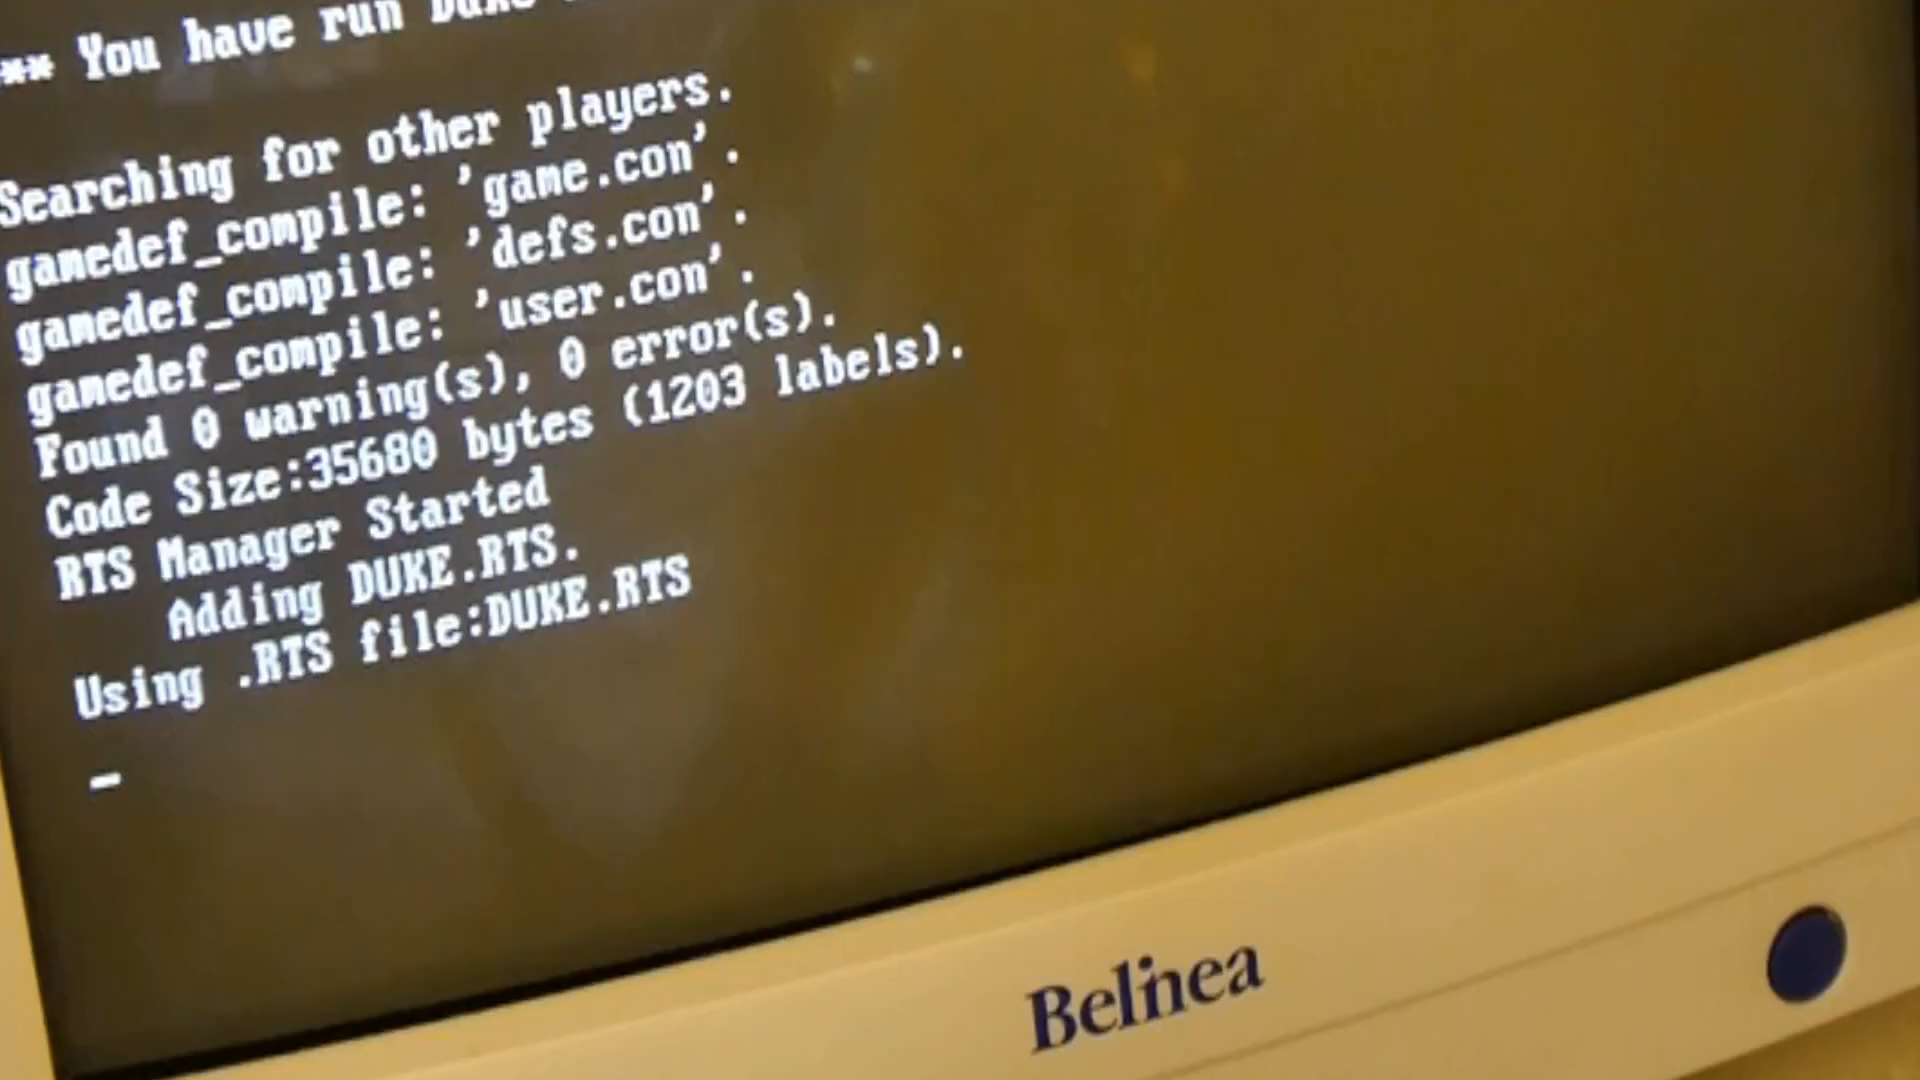 ** You have run Duke
Searching for other players.
gamedef_compile: 'game.con'.
gamedef_compile: 'defs.con'.
gamedef_compile: 'user.con'.
Found 0 warning(s), 0 error(s).
Code Size:35680 bytes (1203 labels).
RTS Manager Started
Adding DUKE.RTS.
Using .RTS file:DUKE.RTS
Belinea